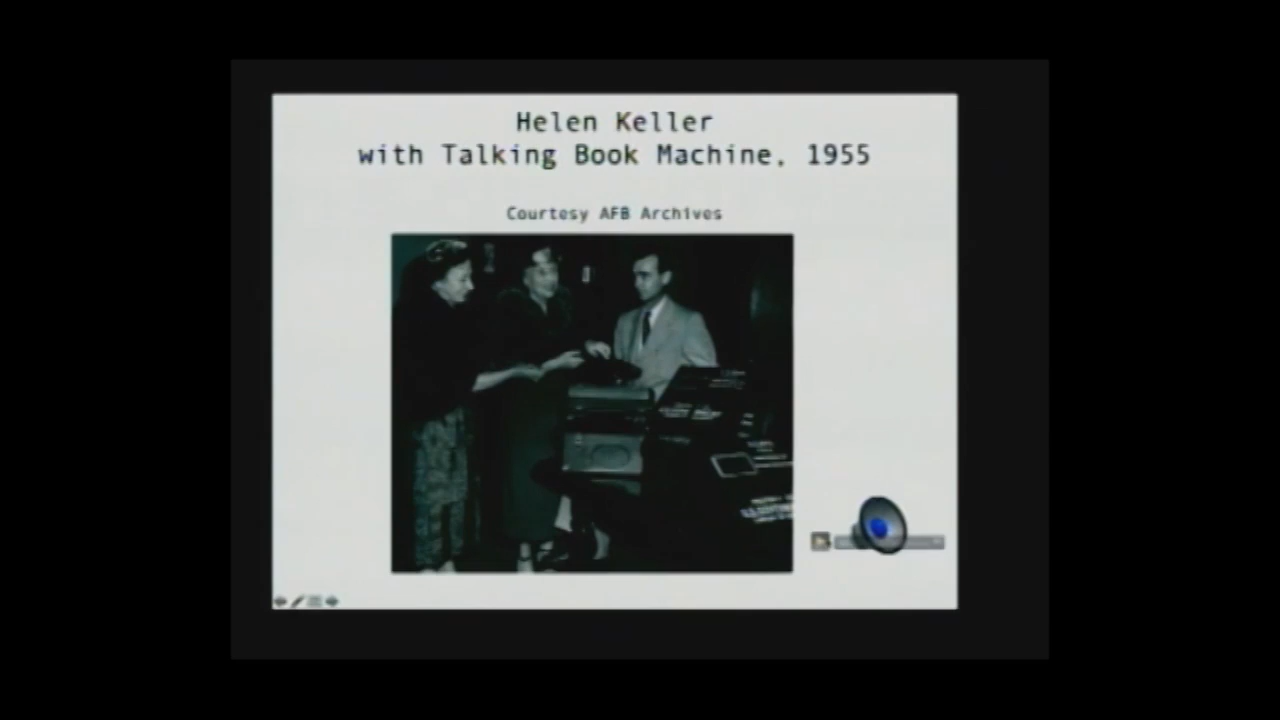 Helen Keller
with Talking Book Machine, 1955
Courtesy AFB Archives